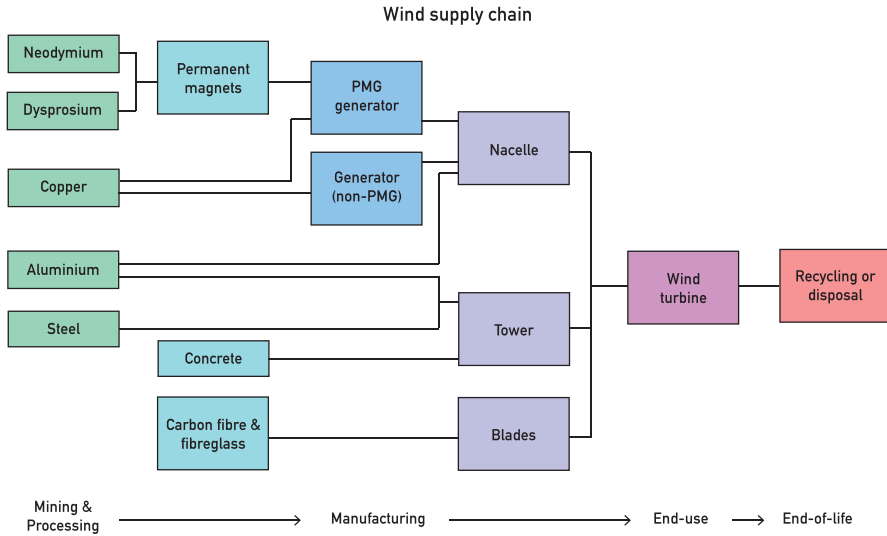 Wind supply chain
Neodymium
Dysprosium
Copper
Aluminium
Steel
Permanent
magnets
Concrete
Carbon fibre &
fibreglass
PMG
generator
Generator
(non-PMG)
Nacelle
Tower
Blades
Wind
turbine
Recycling or
disposal
Mining &
Processing
Manufacturing
End-use
End-of-life